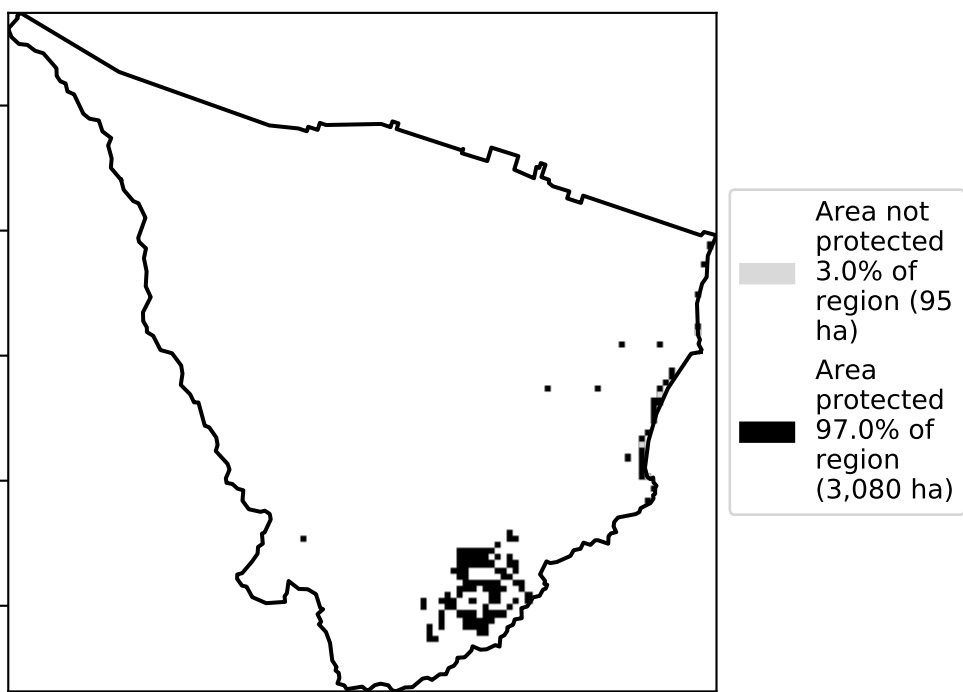 Area not
protected
3.0% of
region (95
ha)
Area
protected
97.0% of
region
(3,080 ha)